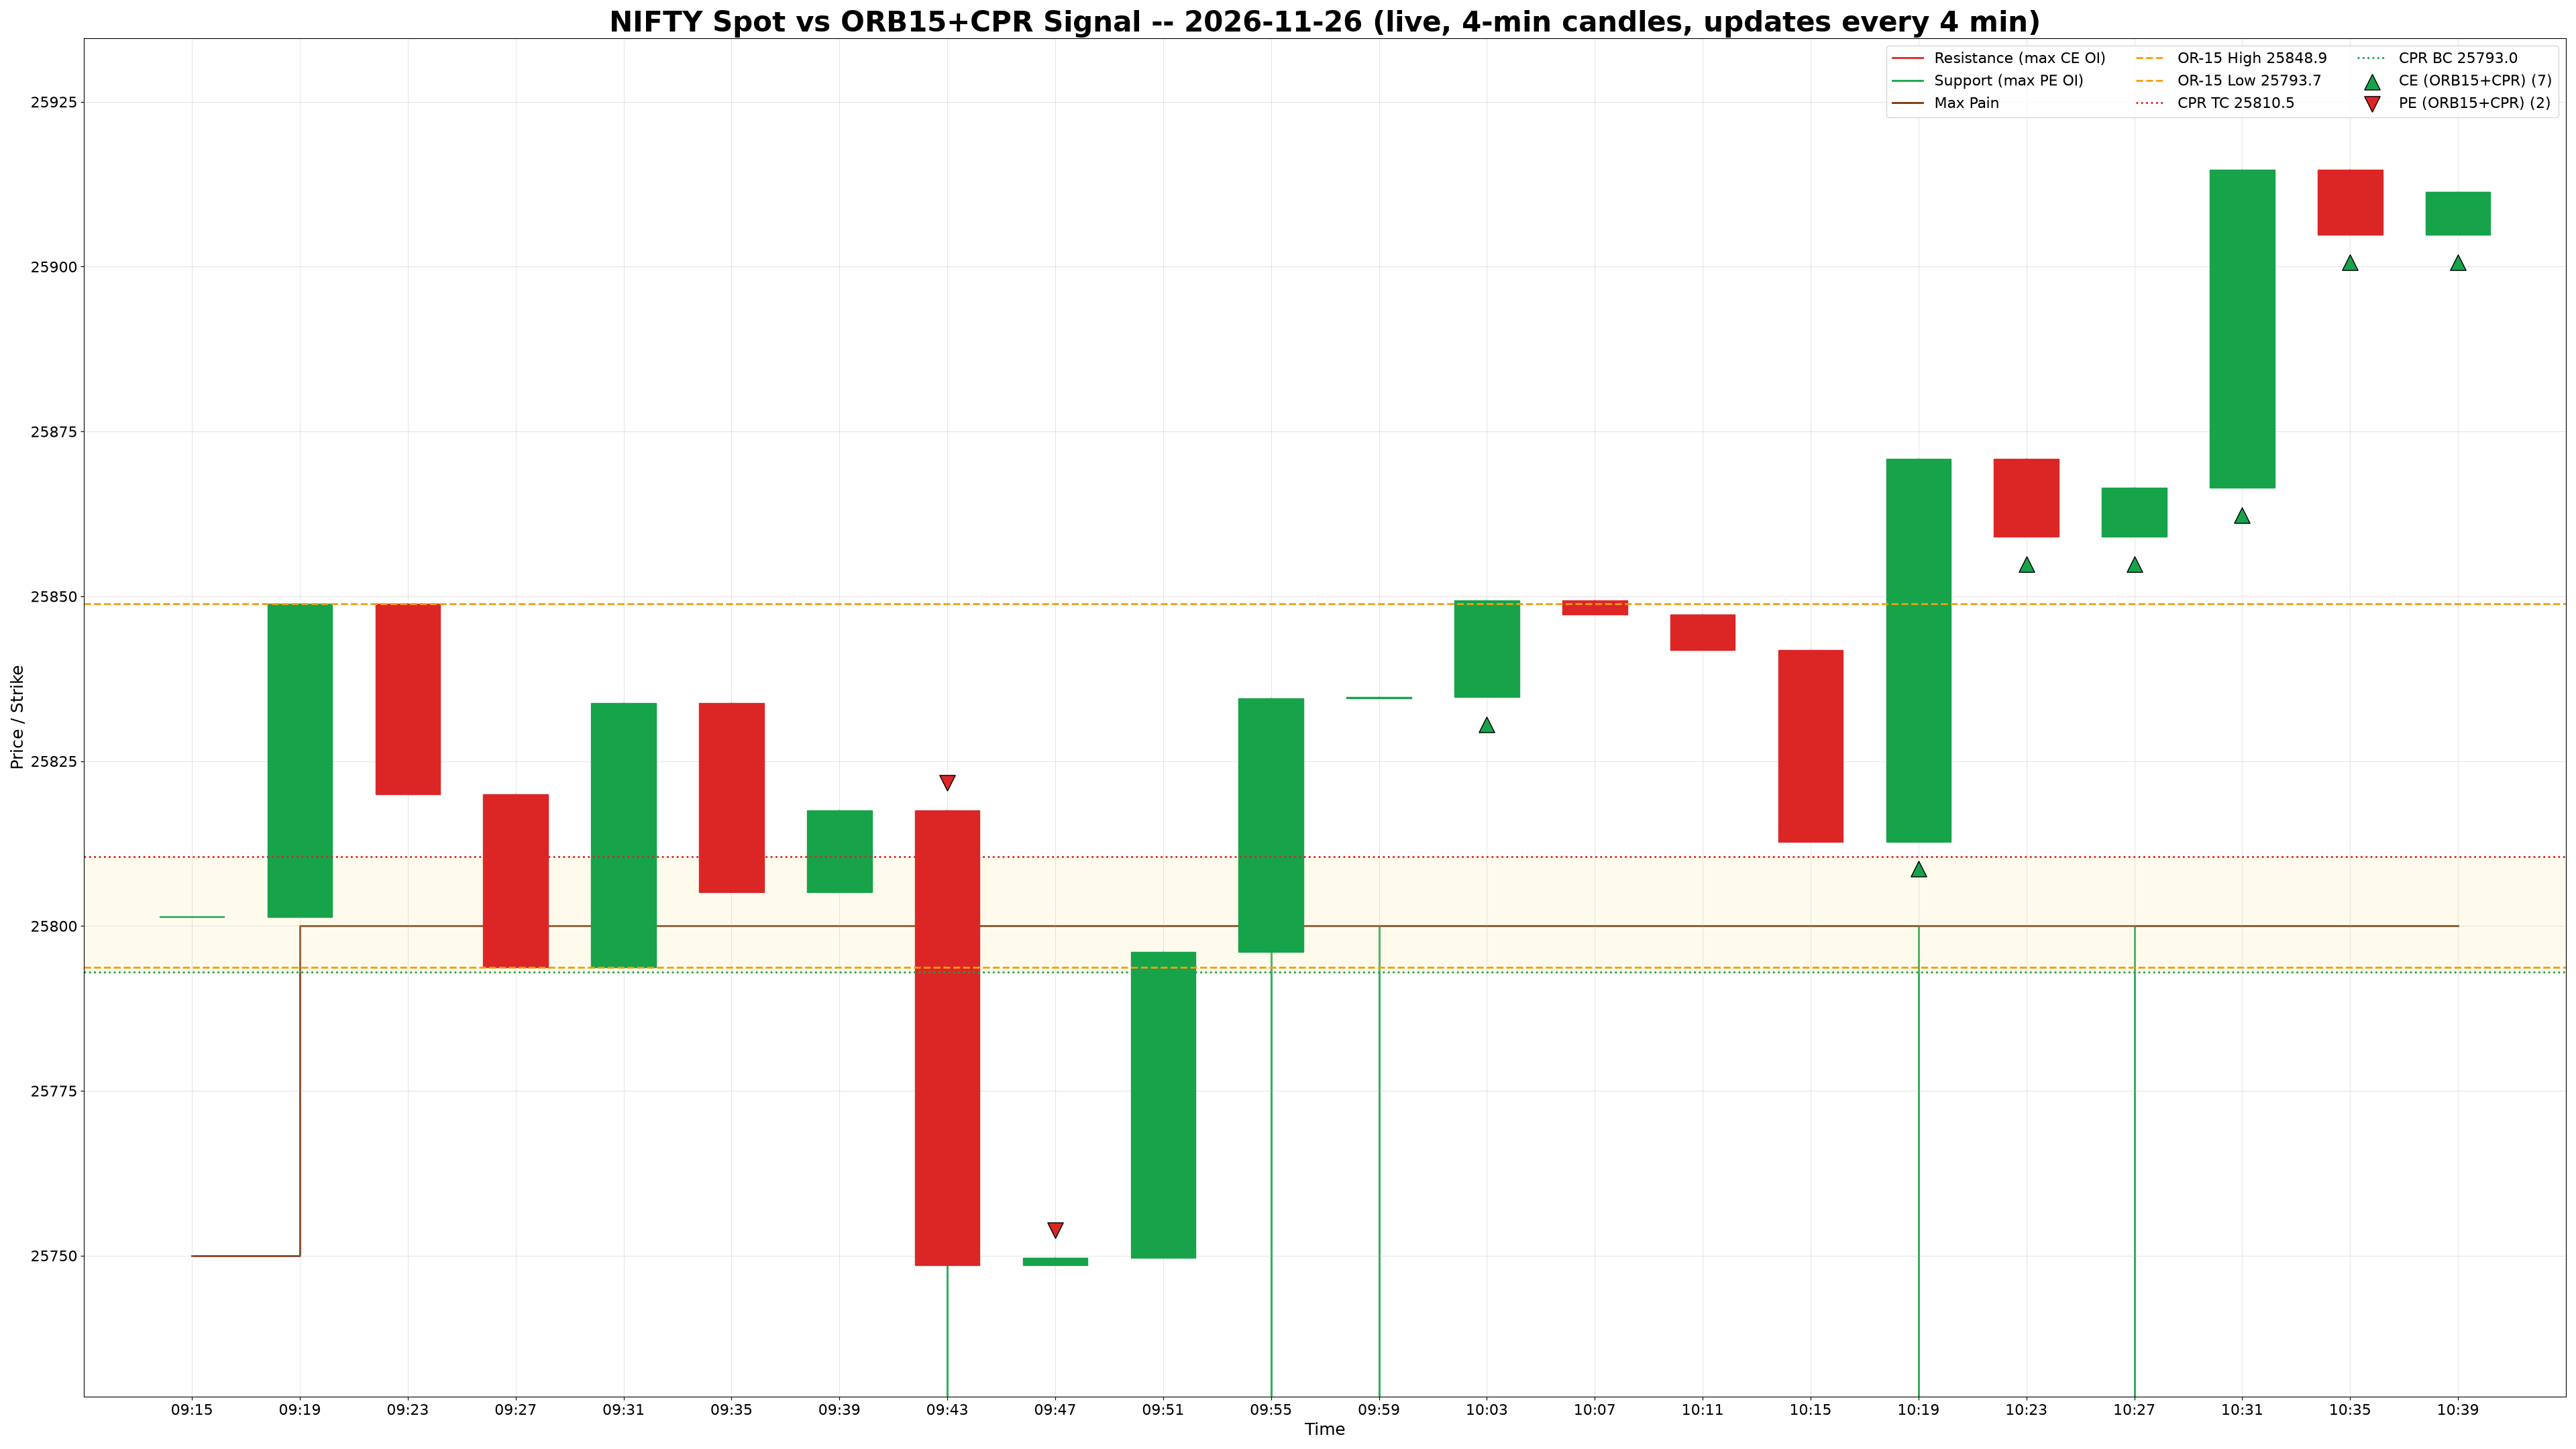 NIFTY Spot vs ORB15+CPR Signal -- 2026-11-26 (live, 4-min candles, updates every 4 min)
Resistance (max CE OI)
Support (max PE OI)
Max Pain
OR-15 High 25848.9
OR-15 Low 25793.7
CPR TC 25810.5
CPR BC 25793.0
CE (ORB15+CPR) (7)
PE (ORB15+CPR) (2)
Price / Strike
25925
25900
25875
25850
25825
25800
25775
25750
09:15 09:19 09:23 09:27 09:31 09:35 09:39 09:43 09:47 09:51 09:55 09:59 10:03 10:07 10:11 10:15 10:19 10:23 10:27 10:31 10:35 10:39
Time